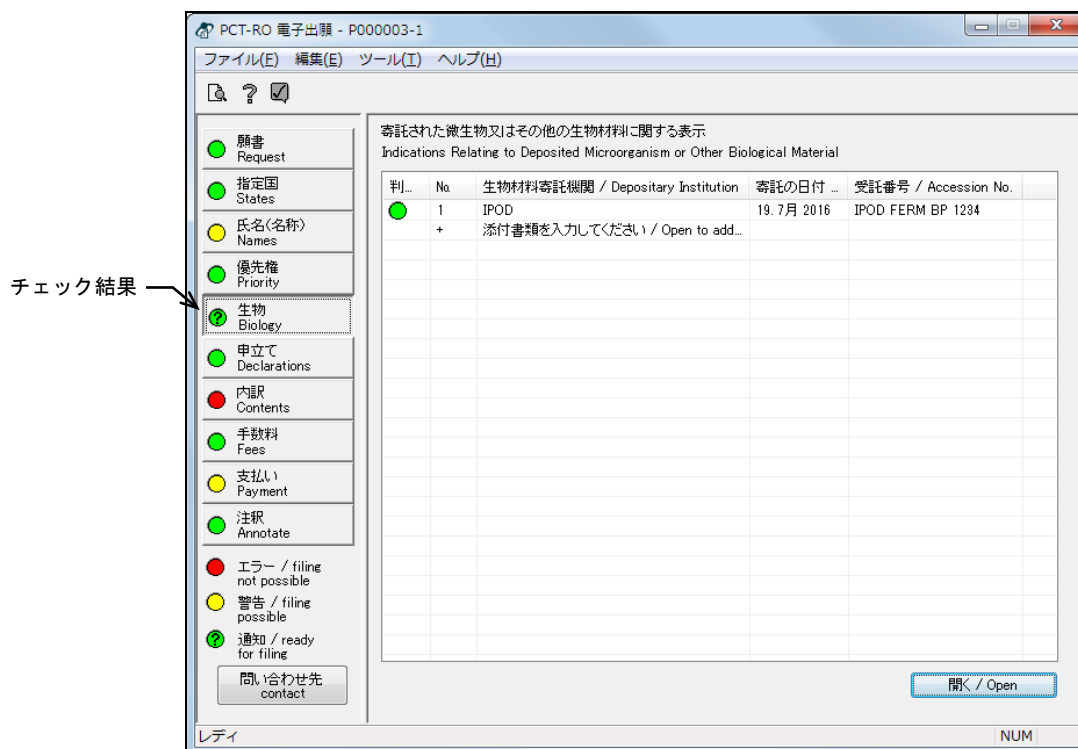 PCT-RO 電子出願 - P000003-1
ファイル(F) 編集(E) ツール(T) ヘルプ(H)
寄託された微生物又はその他の生物材料に関する表示
Indications Relating to Deposited Microorganism or Other Biological Material
願書
Request
指定国
States
氏名(名称)
Names
優先権
Priority
チェック結果
生物
Biology
申立て
Declarations
内訳
Contents
手数料
Fees
支払い
Payment
注釈
Annotate
エラー / filing
not possible
警告 / filing
possible
通知 / ready
for filing
問い合わせ先
contact
判... No. 生物材料寄託機関 / Depositary Institution 寄託の日付 ... 受託番号 / Accession No.
1 IPOD 19. 7月 2016 IPOD FERM BP 1234
+ 添付書類を入力してください / Open to add...
開く / Open
レディ NUM